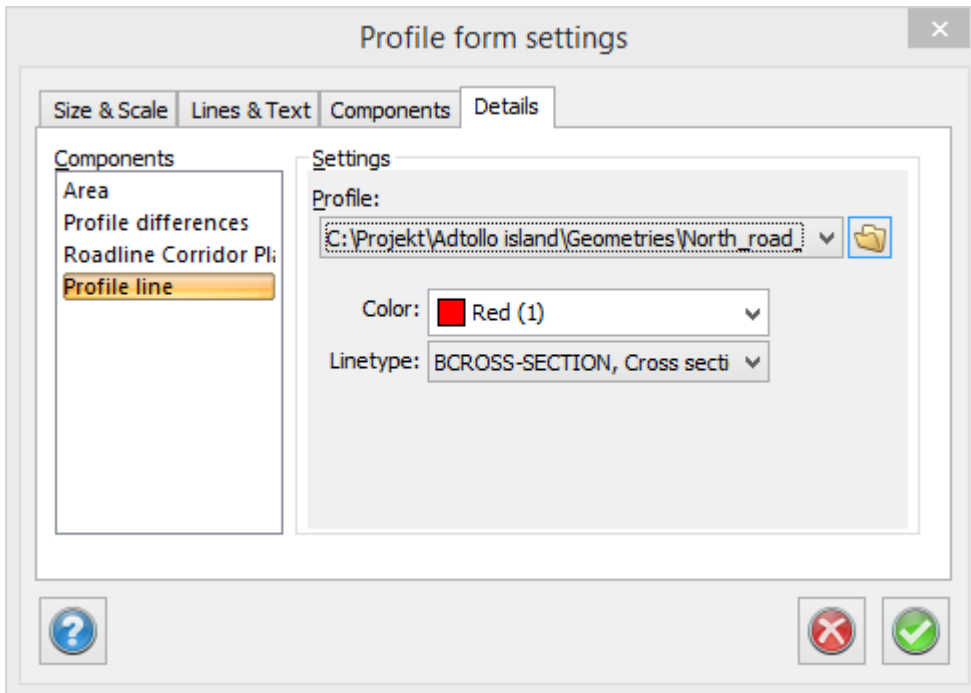 Profile form settings
Size & Scale Lines & Text Components Details
Components
Area
Profile differences
Roadline Corridor Pl
Profile line
Settings
Profile:
C:\Projekt\Adtollo island\Geometries\North_road_
Color: Red (1)
Linetype: BCROSS-SECTION, Cross secti